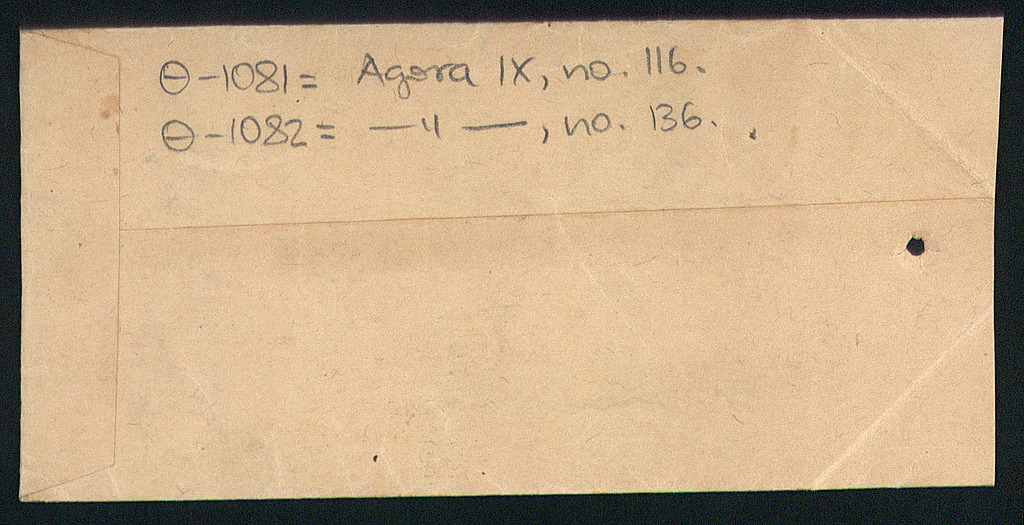 Θ-1081= Agora IX, no. 116.
Θ-1082= —〃—, no. 136.